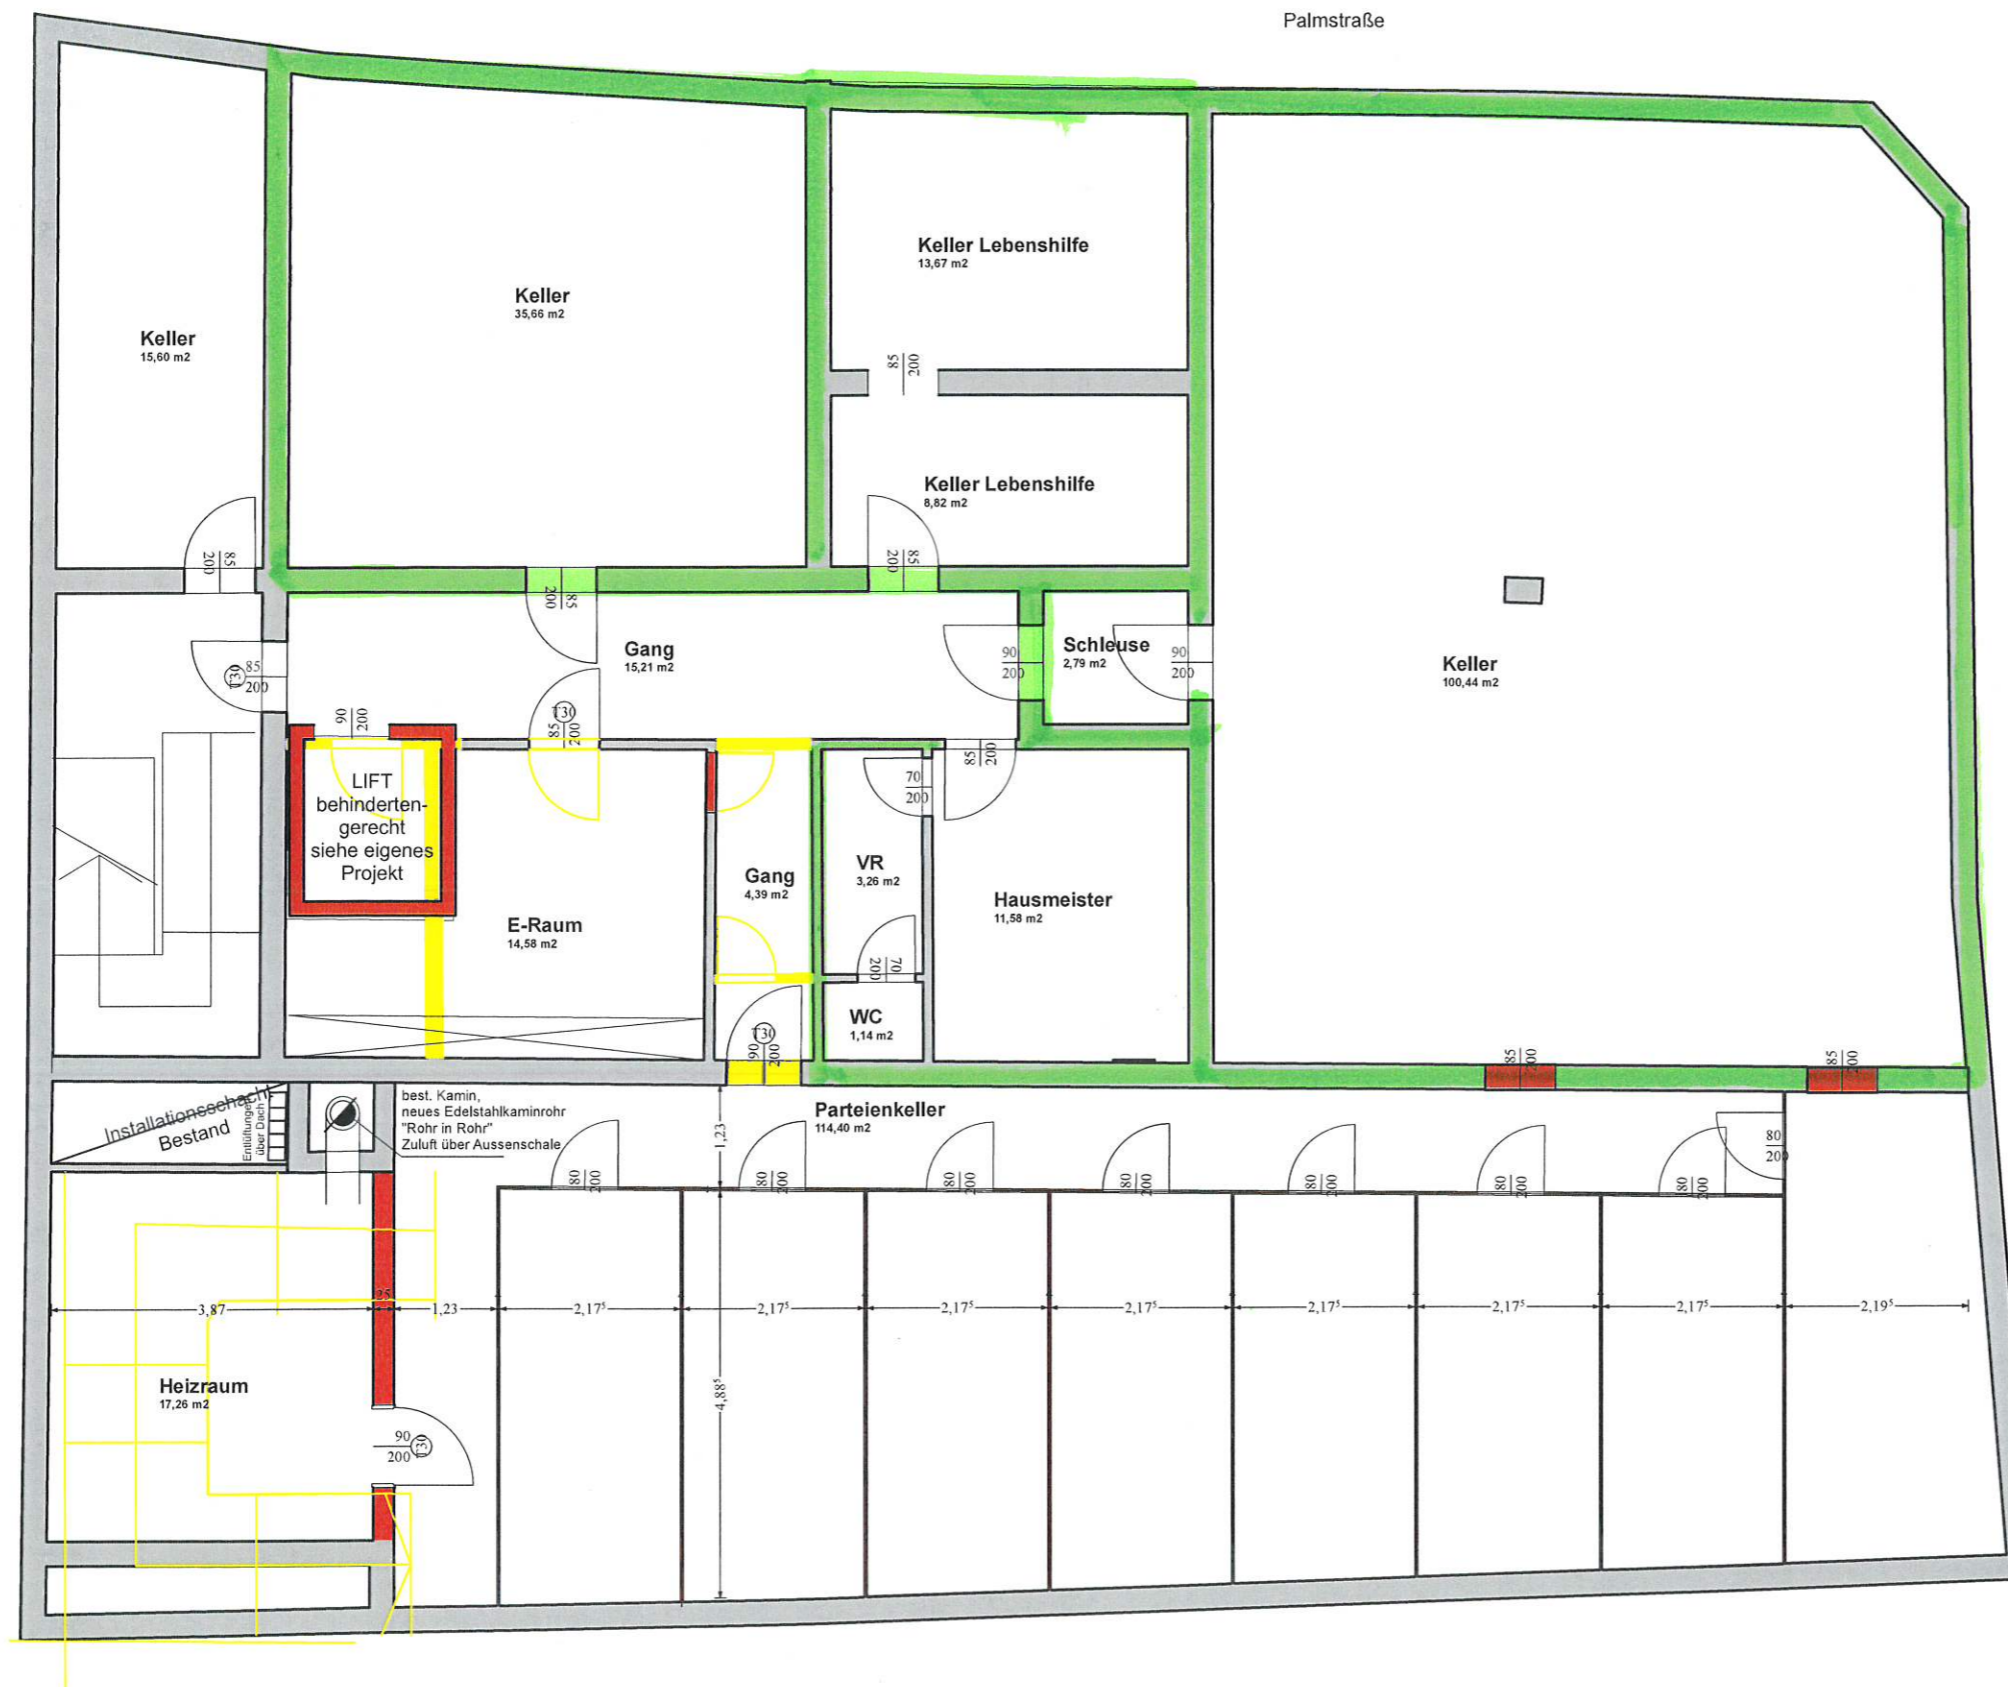 Palmstraße
Keller
15,60 m2
Keller
35,66 m2
Keller Lebenshilfe
13,67 m2
85
200
Keller Lebenshilfe
8,82 m2
85
200
85
200
85
200
Gang
15,21 m2
T30
85
200
90
200
Schleuse
2,79 m2
90
200
Keller
100,44 m2
90
200
T30
85
200
85
200
LIFT
behinderten-
gerecht
siehe eigenes
Projekt
E-Raum
14,58 m2
Gang
4,39 m2
70
200
VR
3,26 m2
Hausmeister
11,58 m2
70
200
WC
1,14 m2
T30
90
200
85
200
85
200
Installationsschacht
Bestand
Entlüftungen
über Dach
best. Kamin,
neues Edelstahlkaminrohr
"Rohr in Rohr"
Zuluft über Aussenschale
Parteienkeller
114,40 m2
1,23
80
200
80
200
80
200
80
200
80
200
80
200
80
200
80
200
3,87
25
1,23
2,17⁵
2,17⁵
2,17⁵
2,17⁵
2,17⁵
2,17⁵
2,17⁵
2,19⁵
4,88⁵
Heizraum
17,26 m2
90
200
T30